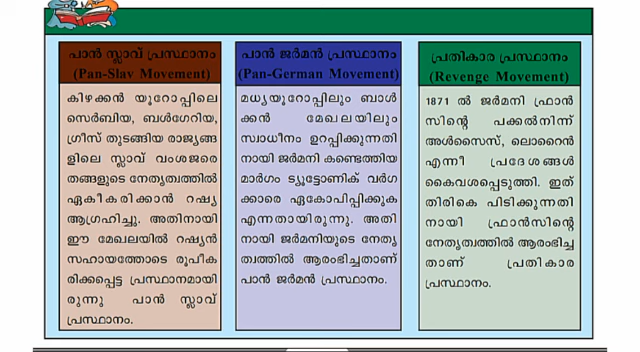 പാൻ സ്ലാവ് പ്രസ്ഥാനം
(Pan-Slav Movement)
കിഴക്കൻ യൂറോപ്പിലെ
സെർബിയ, ബൾഗേറിയ,
ഗ്രീസ് തുടങ്ങിയ രാജ്യങ്ങ
ളിലെ സ്ലാവ് വംശജരെ
തങ്ങളുടെ നേതൃത്വത്തിൽ
ഏകീകരിക്കാൻ റഷ്യ
ആഗ്രഹിച്ചു. അതിനായി
ഈ മേഖലയിൽ റഷ്യൻ
സഹായത്തോടെ രൂപീക
രിക്കപ്പെട്ട പ്രസ്ഥാനമായി
രുന്നു പാൻ സ്ലാവ്
പ്രസ്ഥാനം.
പാൻ ജർമൻ പ്രസ്ഥാനം
(Pan-German Movement)
മധ്യയൂറോപ്പിലും ബാൾ
ക്കൻ മേഖലയിലും
സ്വാധീനം ഉറപ്പിക്കുന്നതി
നായി ജർമനി കണ്ടെത്തിയ
മാർഗം ട്യൂട്ടോണിക് വർഗ
ക്കാരെ ഏകോപിപ്പിക്കുക
എന്നതായിരുന്നു. അതി
നായി ജർമനിയുടെ നേതൃ
ത്വത്തിൽ ആരംഭിച്ചതാണ്
പാൻ ജർമൻ പ്രസ്ഥാനം.
പ്രതികാര പ്രസ്ഥാനം
(Revenge Movement)
1871 ൽ ജർമനി ഫ്രാൻ
സിന്റെ പക്കൽനിന്ന്
അൾസൈസ്, ലൊറൈൻ
എന്നീ പ്രദേശങ്ങൾ
കൈവശപ്പെടുത്തി. ഇത്
തിരികെ പിടിക്കുന്നതി
നായി ഫ്രാൻസിന്റെ
നേതൃത്വത്തിൽ ആരംഭിച്ച
താണ് പ്രതികാര
പ്രസ്ഥാനം.